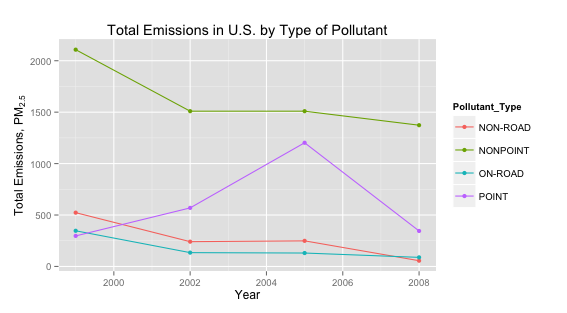 Total Emissions in U.S. by Type of Pollutant
Total Emissions, PM2.5
2000
1500
1000
500
0
2000 2002 2004 2006 2008
Year
Pollutant_Type
NON-ROAD
NONPOINT
ON-ROAD
POINT